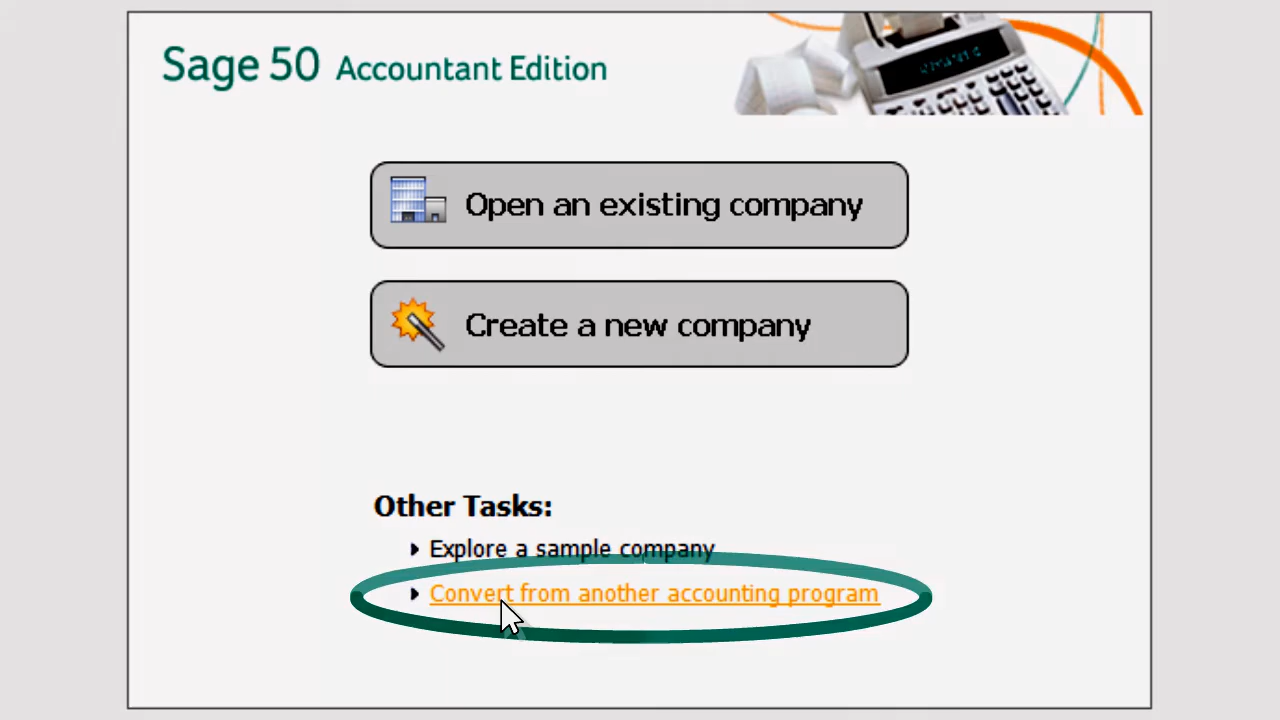 Sage 50 Accountant Edition
Open an existing company
Create a new company
Other Tasks:
Explore a sample company
Convert from another accounting program